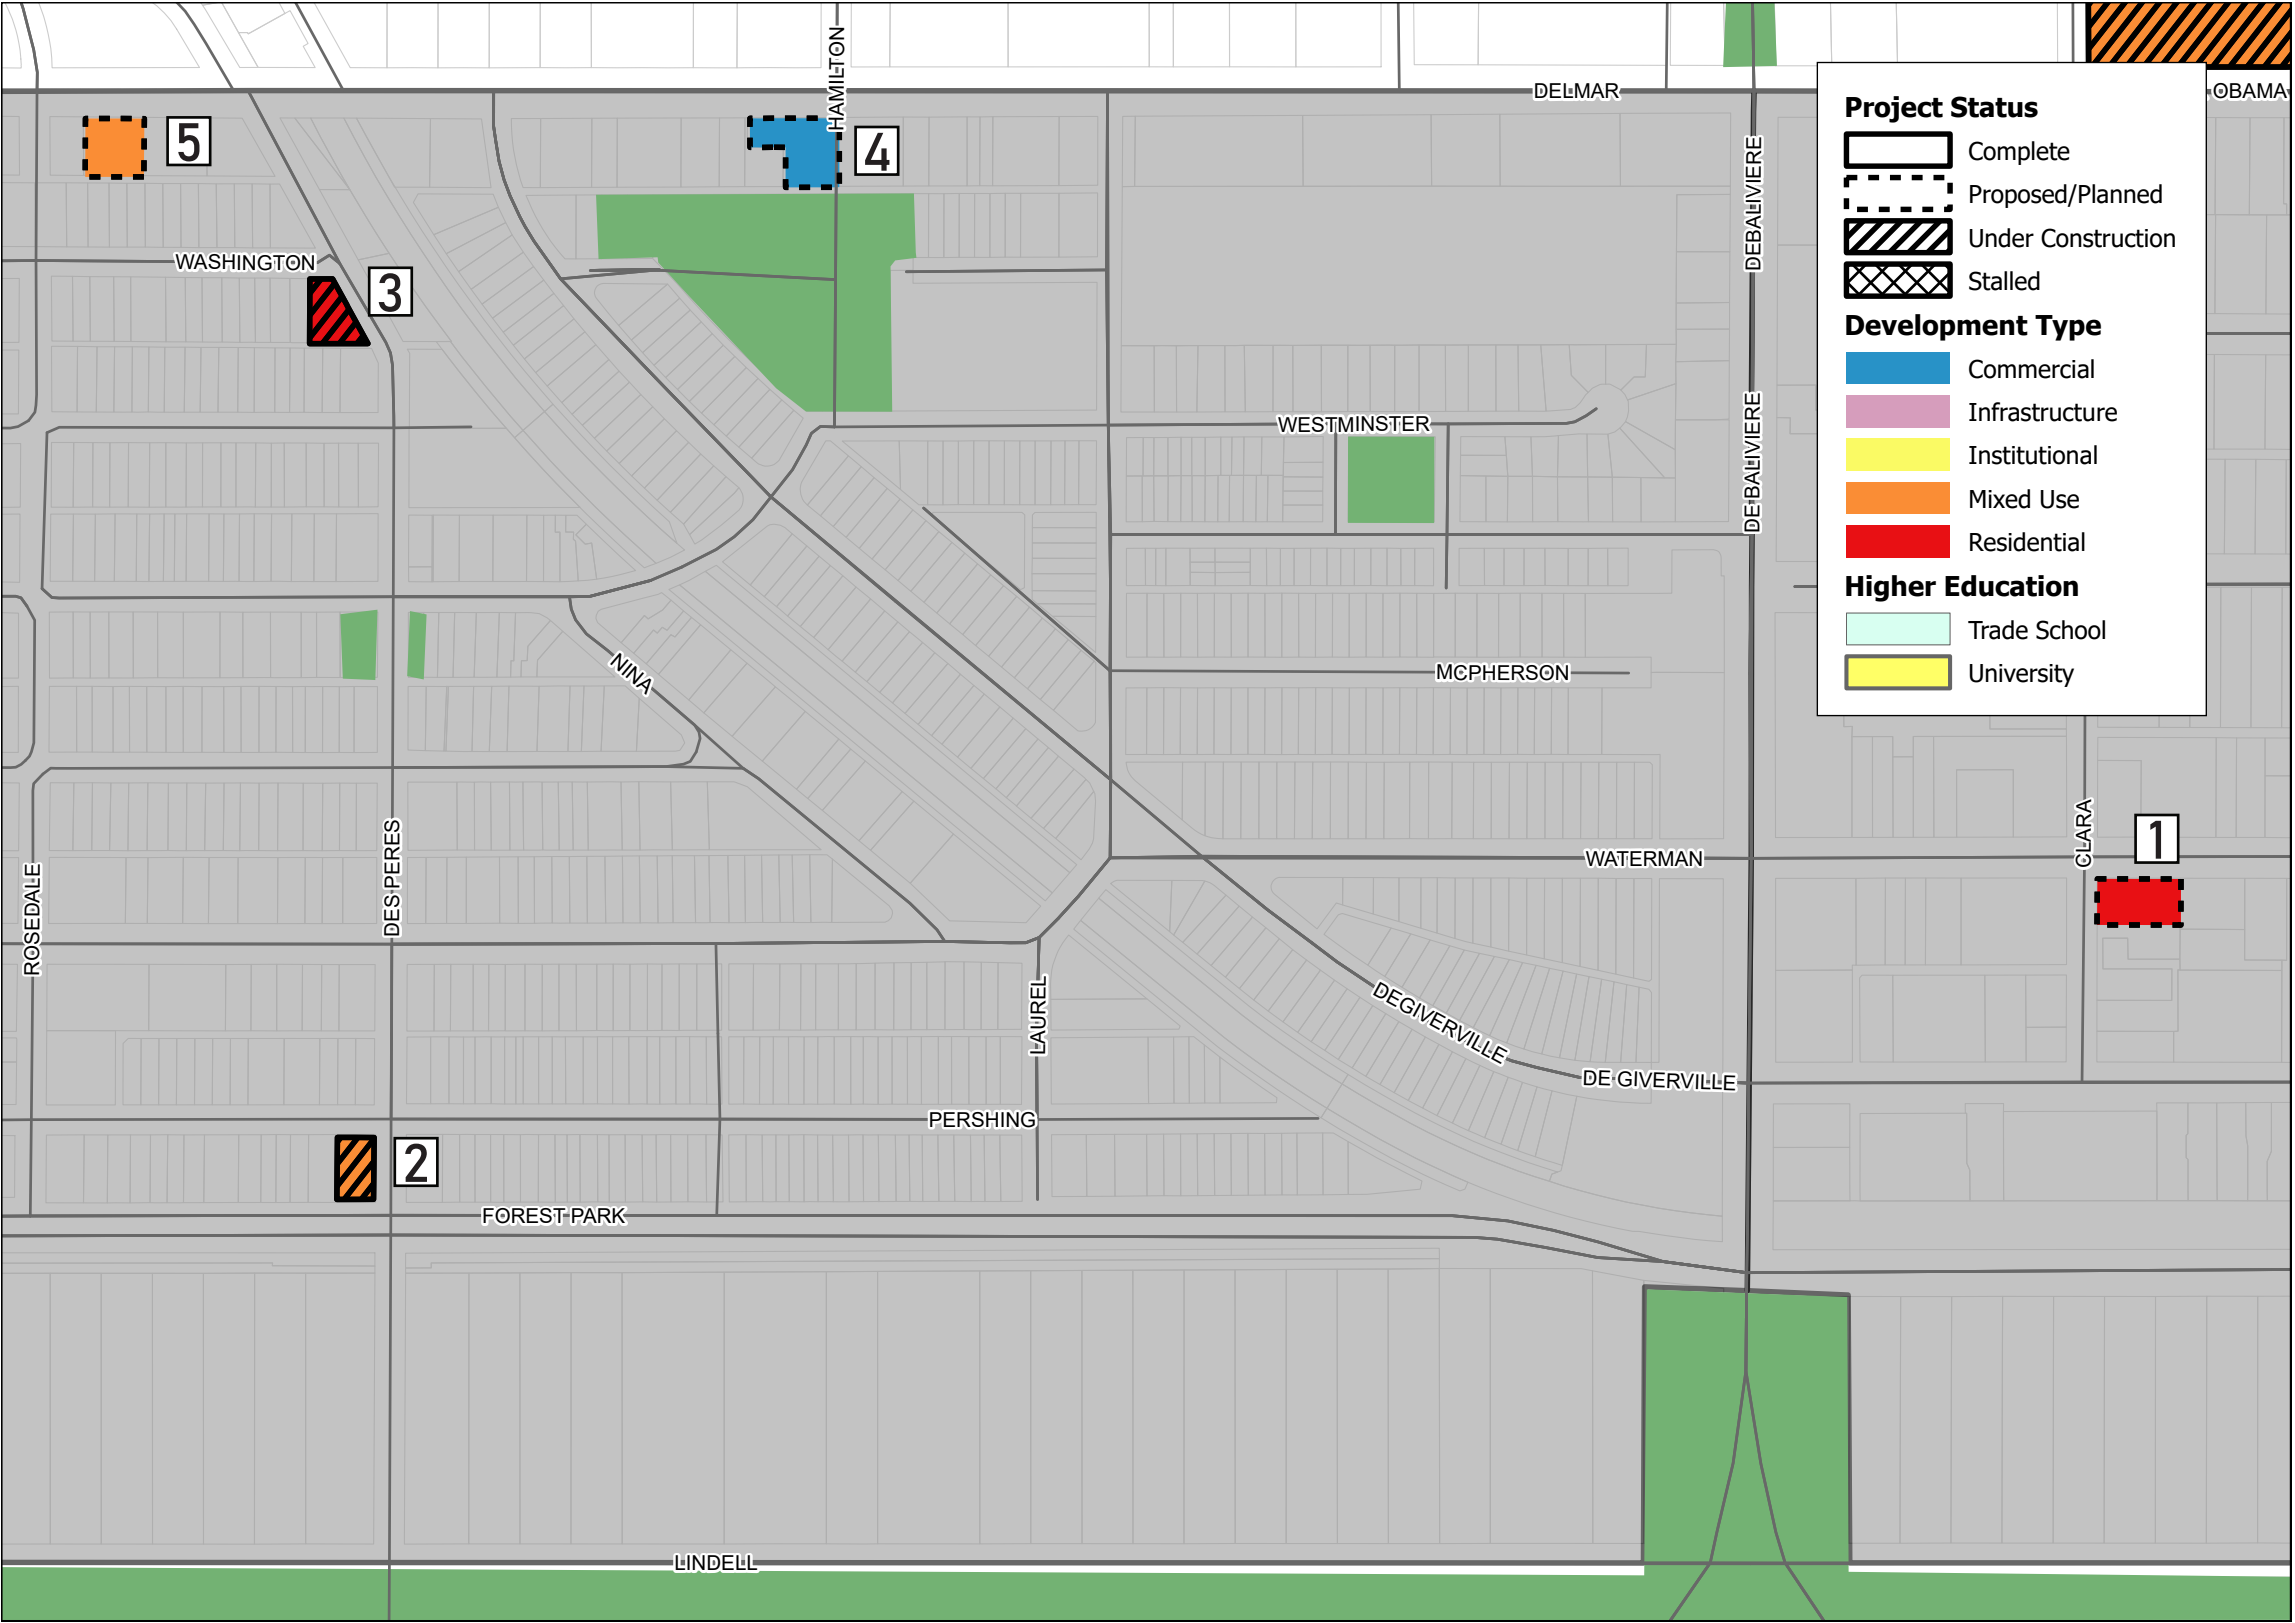 HAMILTON
DELMAR
OBAMA
5
4
WASHINGTON
3
DEBALIVIERE
Project Status
Complete
Proposed/Planned
Under Construction
Stalled
Development Type
Commercial
Infrastructure
Institutional
Mixed Use
Residential
Higher Education
Trade School
University
WESTMINSTER
DEBALIVIERE
NINA
MCPHERSON
ROSEDALE
DES PERES
WATERMAN
CLARA
1
LAUREL
DEGIVERVILLE
DE GIVERVILLE
PERSHING
2
FOREST PARK
LINDELL